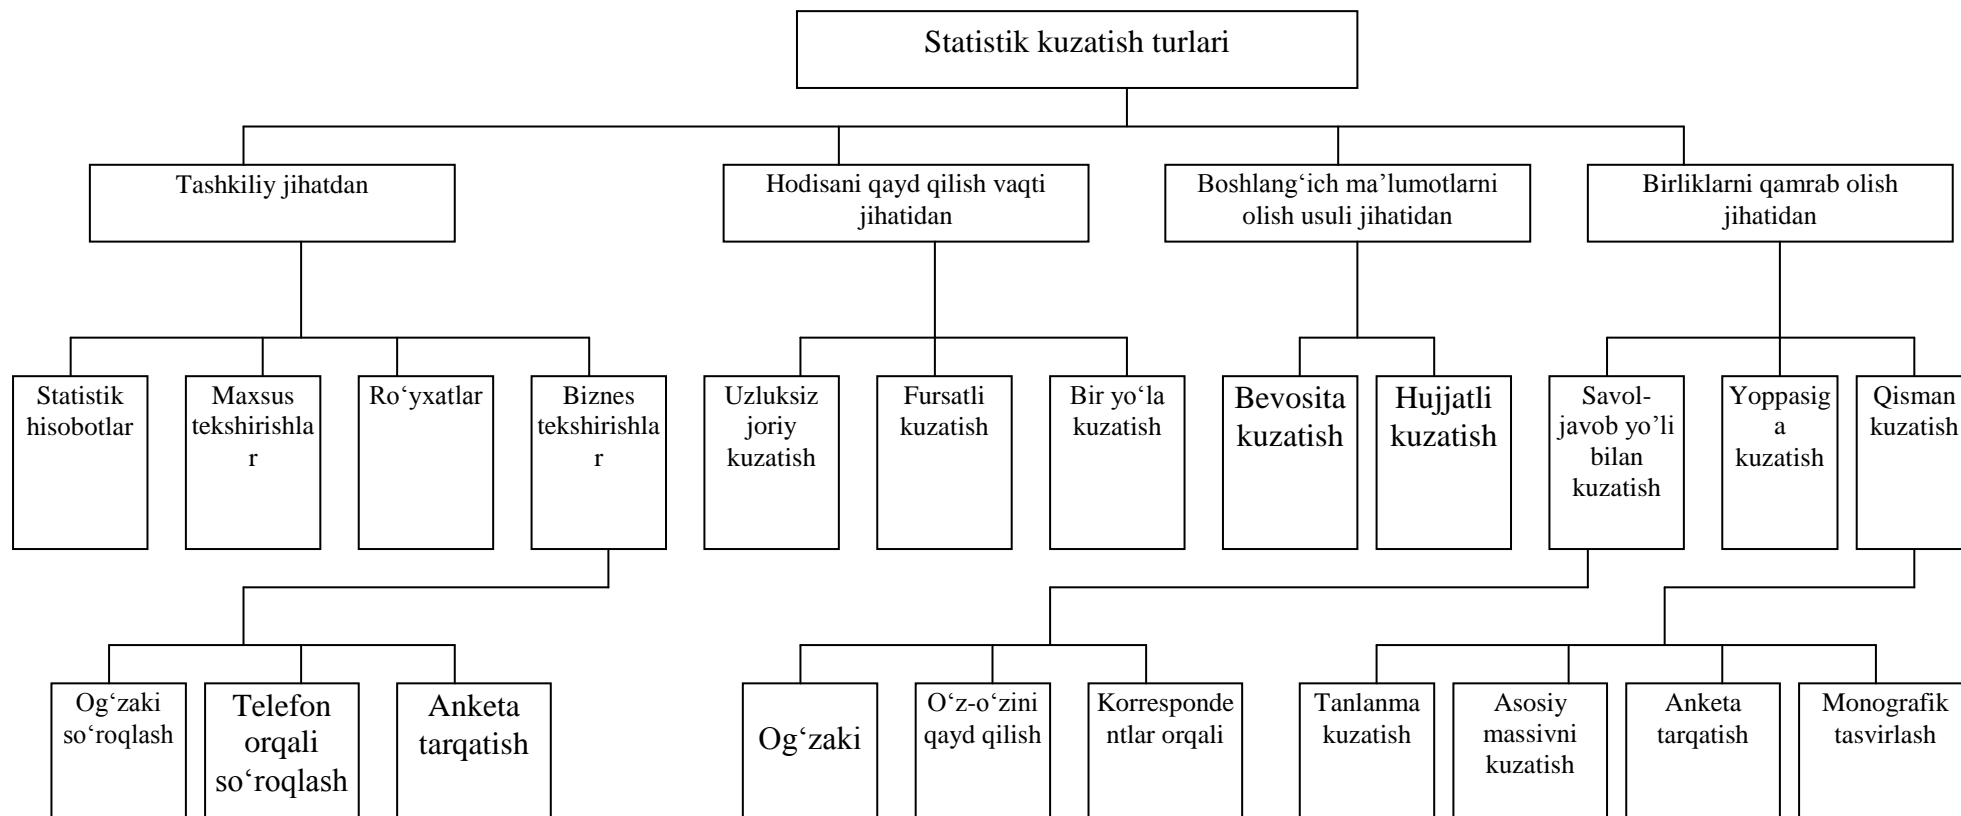 Statistik kuzatish turlari
Tashkiliy jihatdan
Hodisani qayd qilish vaqti
jihatidan
Boshlang‘ich ma’lumotlarni
olish usuli jihatidan
Birliklarni qamrab olish
jihatidan
Statistik
hisobotlar
Maxsus
tekshirishla
r
Ro‘yxatlar
Biznes
tekshirishla
r
Uzluksiz
joriy
kuzatish
Fursatli
kuzatish
Bir yo‘la
kuzatish
Bevosita
kuzatish
Hujjatli
kuzatish
Savol-
javob yo’li
bilan
kuzatish
Yoppasig
a
kuzatish
Qisman
kuzatish
Og‘zaki
so‘roqlash
Telefon
orqali
so‘roqlash
Anketa
tarqatish
Og‘zaki
O‘z-o‘zini
qayd qilish
Korresponde
ntlar orqali
Tanlanma
kuzatish
Asosiy
massivni
kuzatish
Anketa
tarqatish
Monografik
tasvirlash